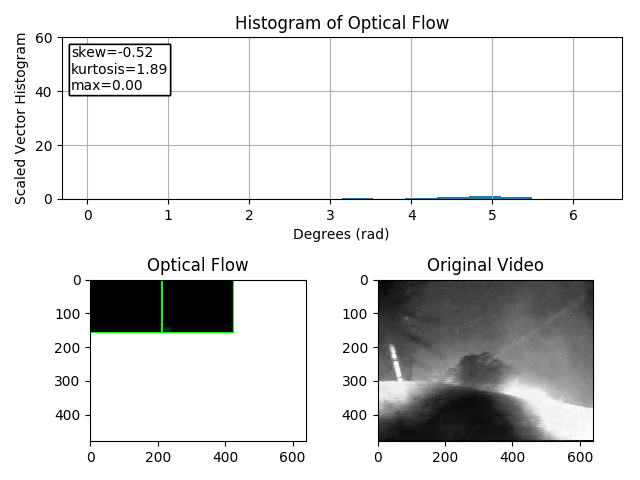 Histogram of Optical Flow
60
40
20
0
Scaled Vector Histogram
skew=-0.52
kurtosis=1.89
max=0.00
0 1 2 3 4 5 6
Degrees (rad)
Optical Flow
0
100
200
300
400
0 200 400 600
Original Video
0
100
200
300
400
0 200 400 600